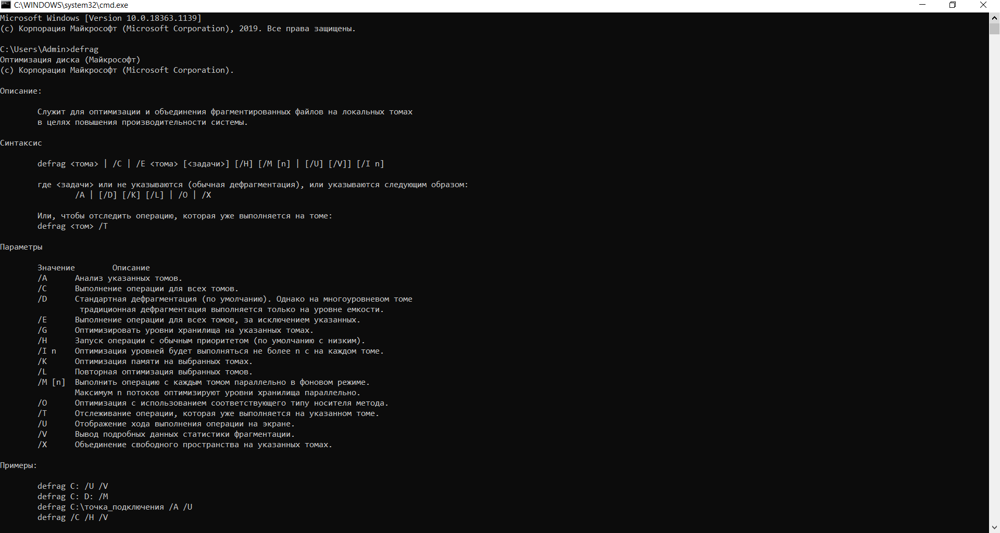 C:\WINDOWS\system32\cmd.exe
Microsoft Windows [Version 10.0.18363.1139]
(c) Корпорация Майкрософт (Microsoft Corporation), 2019. Все права защищены.
C:\Users\Admin>defrag
Оптимизация диска (Майкрософт)
(c) Корпорация Майкрософт (Microsoft Corporation).
Описание:
Служит для оптимизации и объединения фрагментированных файлов на локальных томах
в целях повышения производительности системы.
Синтаксис
defrag <тома> | /C | /E <тома> [<задачи>] [/H] [/M [n] | [/U] [/V]] [/I n]
где <задачи> или не указываются (обычная дефрагментация), или указываются следующим образом:
/A | [/D] [/K] [/L] | /O | /X
Или, чтобы отследить операцию, которая уже выполняется на томе:
defrag <том> /T
Параметры
Значение Описание
/A Анализ указанных томов.
/C Выполнение операции для всех томов.
/D Стандартная дефрагментация (по умолчанию). Однако на многоуровневом томе
традиционная дефрагментация выполняется только на уровне емкости.
/E Выполнение операции для всех томов, за исключением указанных.
/G Оптимизировать уровни хранилища на указанных томах.
/H Запуск операции с обычным приоритетом (по умолчанию с низким).
/I n Оптимизация уровней будет выполняться не более n с на каждом томе.
/K Оптимизация памяти на выбранных томах.
/L Повторная оптимизация выбранных томов.
/M [n] Выполнить операцию с каждым томом параллельно в фоновом режиме.
Максимум n потоков оптимизируют уровни хранилища параллельно.
/O Оптимизация с использованием соответствующего типу носителя метода.
/T Отслеживание операции, которая уже выполняется на указанном томе.
/U Отображение хода выполнения операции на экране.
/V Вывод подробных данных статистики фрагментации.
/X Объединение свободного пространства на указанных томах.
Примеры:
defrag C: /U /V
defrag C: D: /M
defrag C:\точка_подключения /A /U
defrag /C /H /V